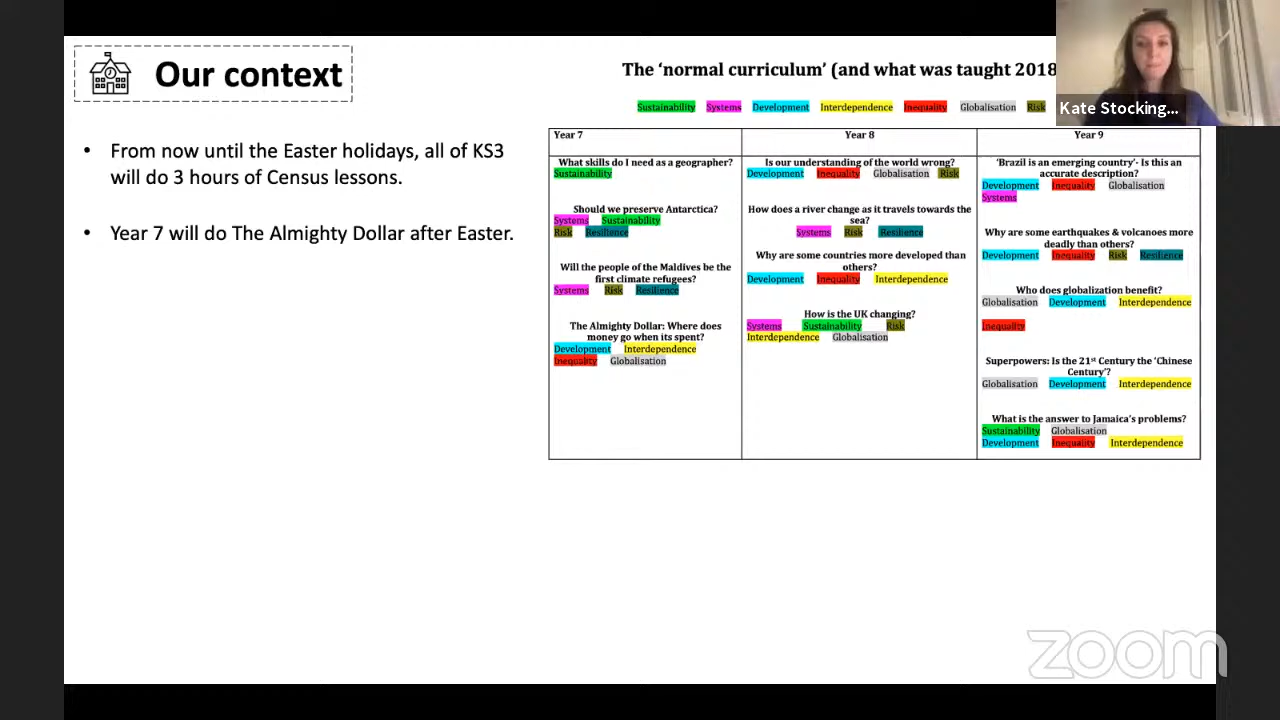 Our context
From now until the Easter holidays, all of KS3
will do 3 hours of Census lessons.
Year 7 will do The Almighty Dollar after Easter.
The ‘normal curriculum’ (and what was taught 2018
Sustainability Systems Development Interdependence Inequality Globalisation Risk
Year 7
What skills do I need as a geographer?
Sustainability
Should we preserve Antarctica?
Systems Sustainability
Risk Resilience
Will the people of the Maldives be the
first climate refugees?
Systems Risk Resilience
The Almighty Dollar: Where does
money go when its spent?
Development Interdependence
Inequality Globalisation
Year 8
Is our understanding of the world wrong?
Development Inequality Globalisation Risk
How does a river change as it travels towards the
sea?
Systems Risk Resilience
Why are some countries more developed than
others?
Development Inequality Interdependence
How is the UK changing?
Systems Sustainability Risk
Interdependence Globalisation
Year 9
‘Brazil is an emerging country’- Is this an
accurate description?
Development Inequality Globalisation
Systems
Why are some earthquakes & volcanoes more
deadly than others?
Development Inequality Risk Resilience
Who does globalization benefit?
Globalisation Development Interdependence
Inequality
Superpowers: Is the 21st Century the ‘Chinese
Century’?
Globalisation Development Interdependence
What is the answer to Jamaica’s problems?
Sustainability Globalisation
Development Inequality Interdependence
Kate Stocking...
zoom